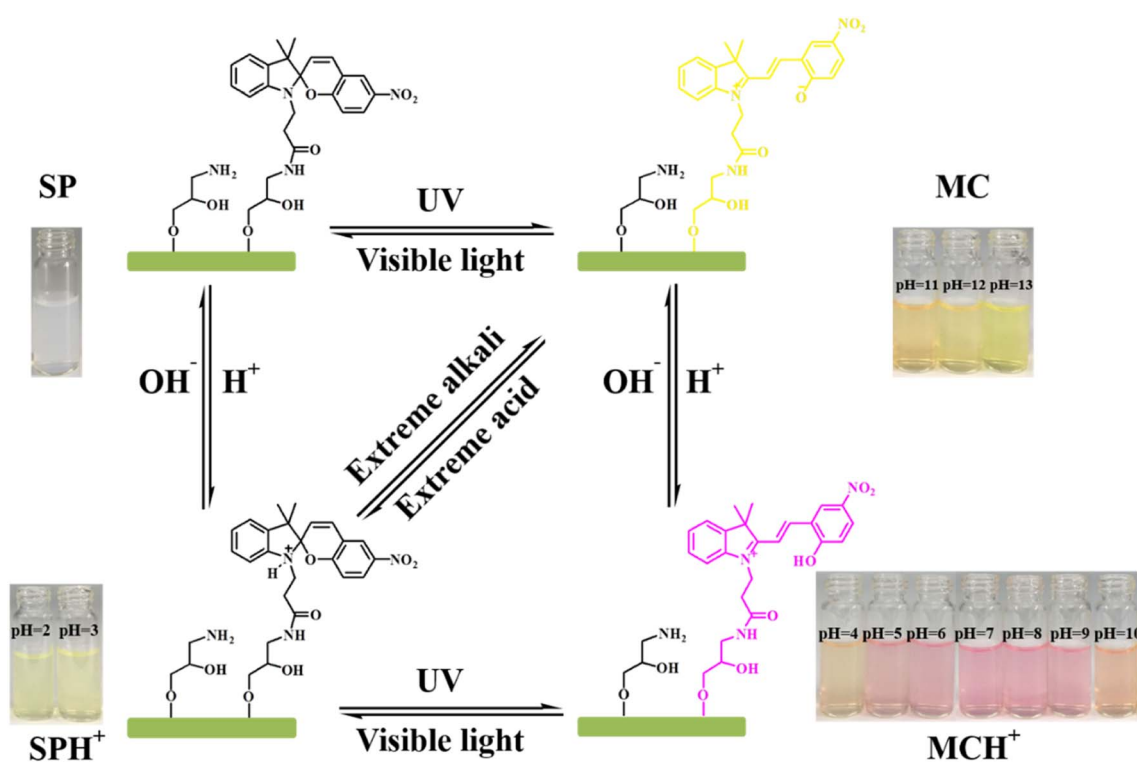 NO₂
NO₂
N
O
N⁺
O⁻
O
NH
O
NH
SP
NH₂
OH
OH
O
O
UV
Visible light
NH₂
OH
OH
O
O
MC
pH=11 pH=12 pH=13
OH⁻
H⁺
Extreme alkali
Extreme acid
OH⁻
H⁺
NO₂
N⁺
H
O
NO₂
N⁺
HO
O
NH
O
NH
pH=2 pH=3
NH₂
OH
OH
O
O
UV
Visible light
NH₂
OH
OH
O
O
pH=4 pH=5 pH=6 pH=7 pH=8 pH=9 pH=10
SPH⁺
MCH⁺